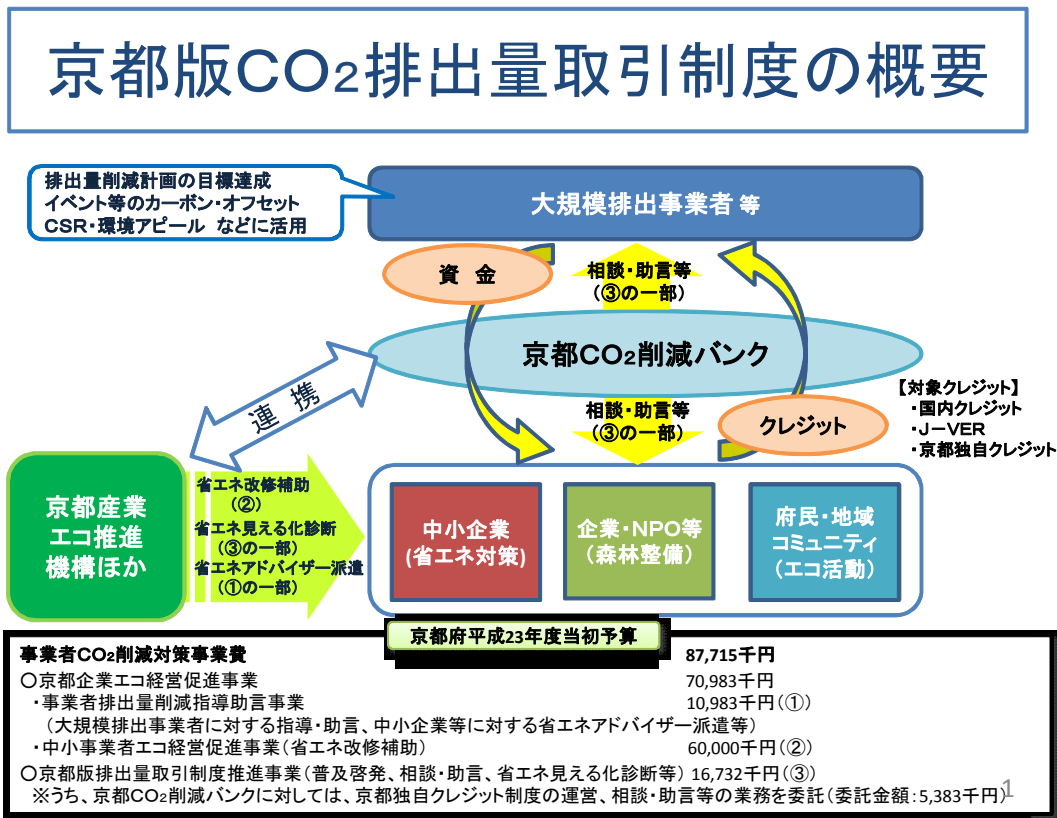 京都版CO2排出量取引制度の概要
排出量削減計画の目標達成
イベント等のカーボン・オフセット
CSR・環境アピール などに活用
大規模排出事業者 等
資 金
相談・助言等
（③の一部）
京都CO2削減バンク
連 携
相談・助言等
（③の一部）
クレジット
【対象クレジット】
・国内クレジット
・J－VER
・京都独自クレジット
京都産業
エコ推進
機構ほか
省エネ改修補助
（②）
省エネ見える化診断
（③の一部）
省エネアドバイザー派遣
（①の一部）
中小企業
(省エネ対策)
企業・NPO等
（森林整備）
府民・地域
コミュニティ
（エコ活動）
京都府平成23年度当初予算
事業者CO2削減対策事業費 87,715千円
○京都企業エコ経営促進事業 70,983千円
・事業者排出量削減指導助言事業 10,983千円（①）
（大規模排出事業者に対する指導・助言、中小企業等に対する省エネアドバイザー派遣等）
・中小事業者エコ経営促進事業（省エネ改修補助） 60,000千円（②）
○京都版排出量取引制度推進事業（普及啓発、相談・助言、省エネ見える化診断等） 16,732千円（③）
※うち、京都CO2削減バンクに対しては、京都独自クレジット制度の運営、相談・助言等の業務を委託（委託金額：5,383千円）
1